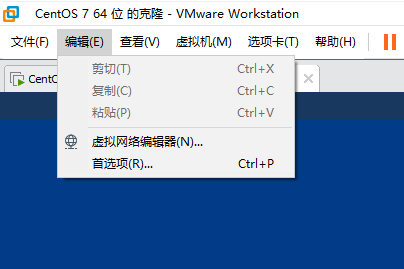 CentOS 7 64 位 的克隆 - VMware Workstation
文件(F) 编辑(E) 查看(V) 虚拟机(M) 选项卡(T) 帮助(H)
CentO
剪切(T) Ctrl+X
复制(C) Ctrl+C
粘贴(P) Ctrl+V
虚拟网络编辑器(N)...
首选项(R)... Ctrl+P